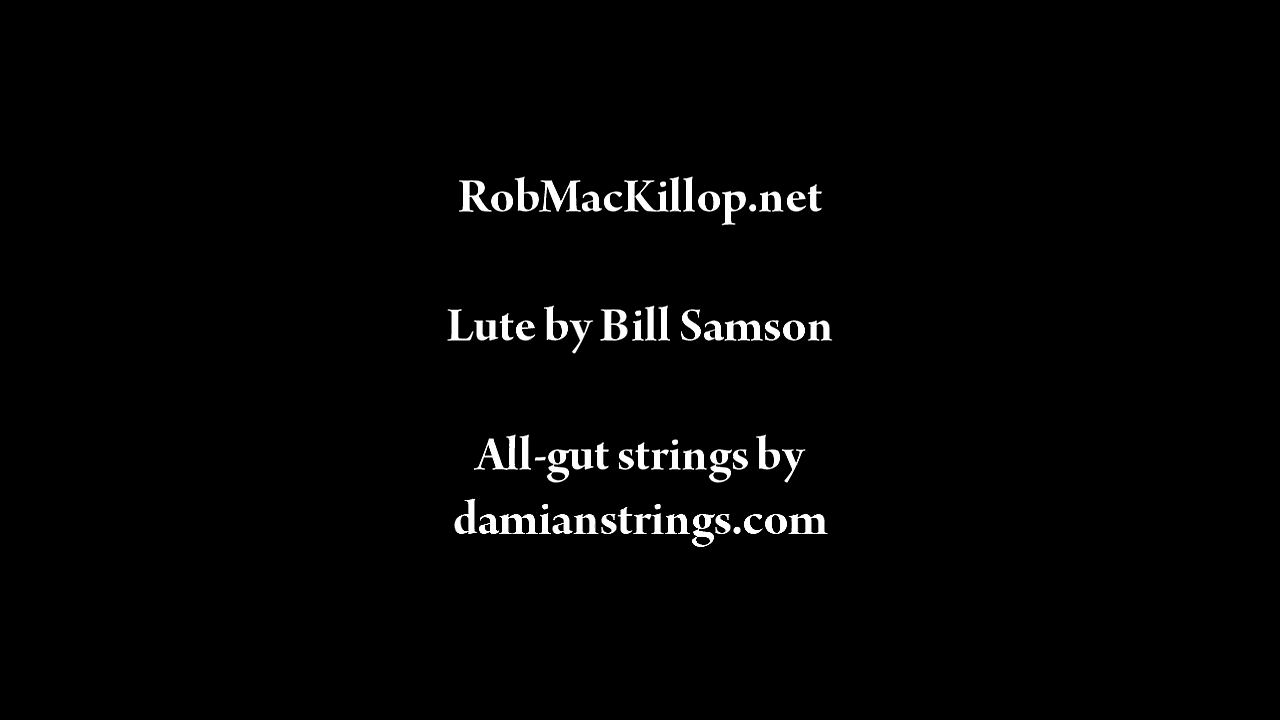 RobMacKillop.net
Lute by Bill Samson
All-gut strings by
damianstrings.com